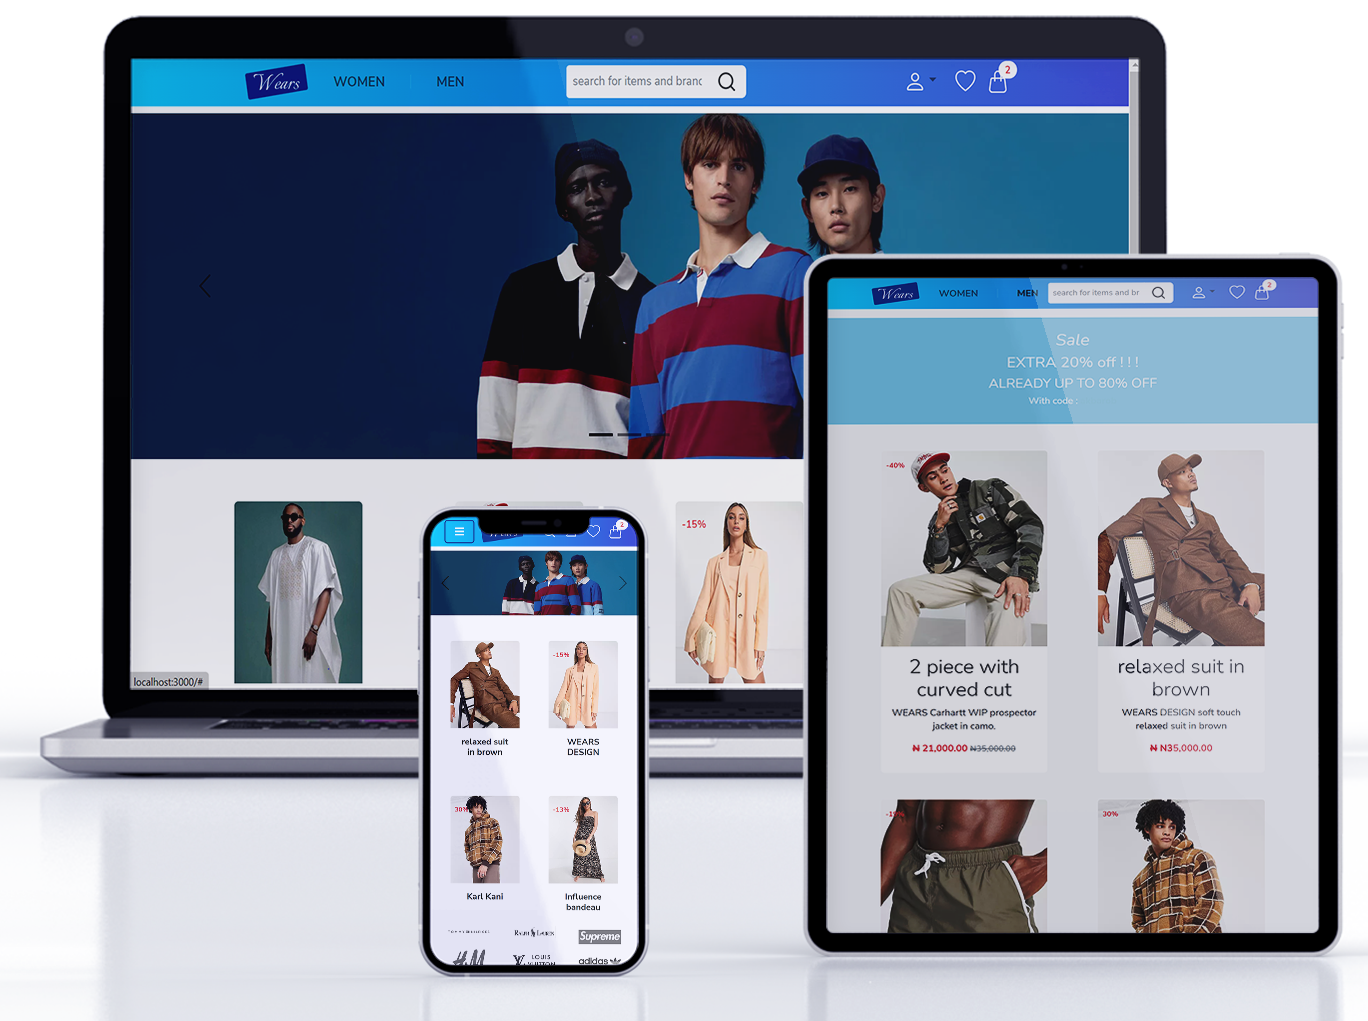 Wears
WOMEN
MEN
search for items and branc
2
-15%
localhost:3000/#
Wears
WOMEN
MEN
search for items and br
2
Sale
EXTRA 20% off ! ! !
ALREADY UP TO 80% OFF
With code :
-40%
2 piece with
curved cut
WEARS Carhartt WIP prospector
jacket in camo.
₦ 21,000.00 ₦35,000.00
relaxed suit in
brown
WEARS DESIGN soft touch
relaxed suit in brown
₦ N35,000.00
30%
2
relaxed suit
in brown
-15%
WEARS
DESIGN
30%
Karl Kani
-13%
Influence
bandeau
RALPH LAUREN
Supreme
H&M
LV
LOUIS
VUITTON
adidas